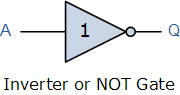 A 1 Q
Inverter or NOT Gate